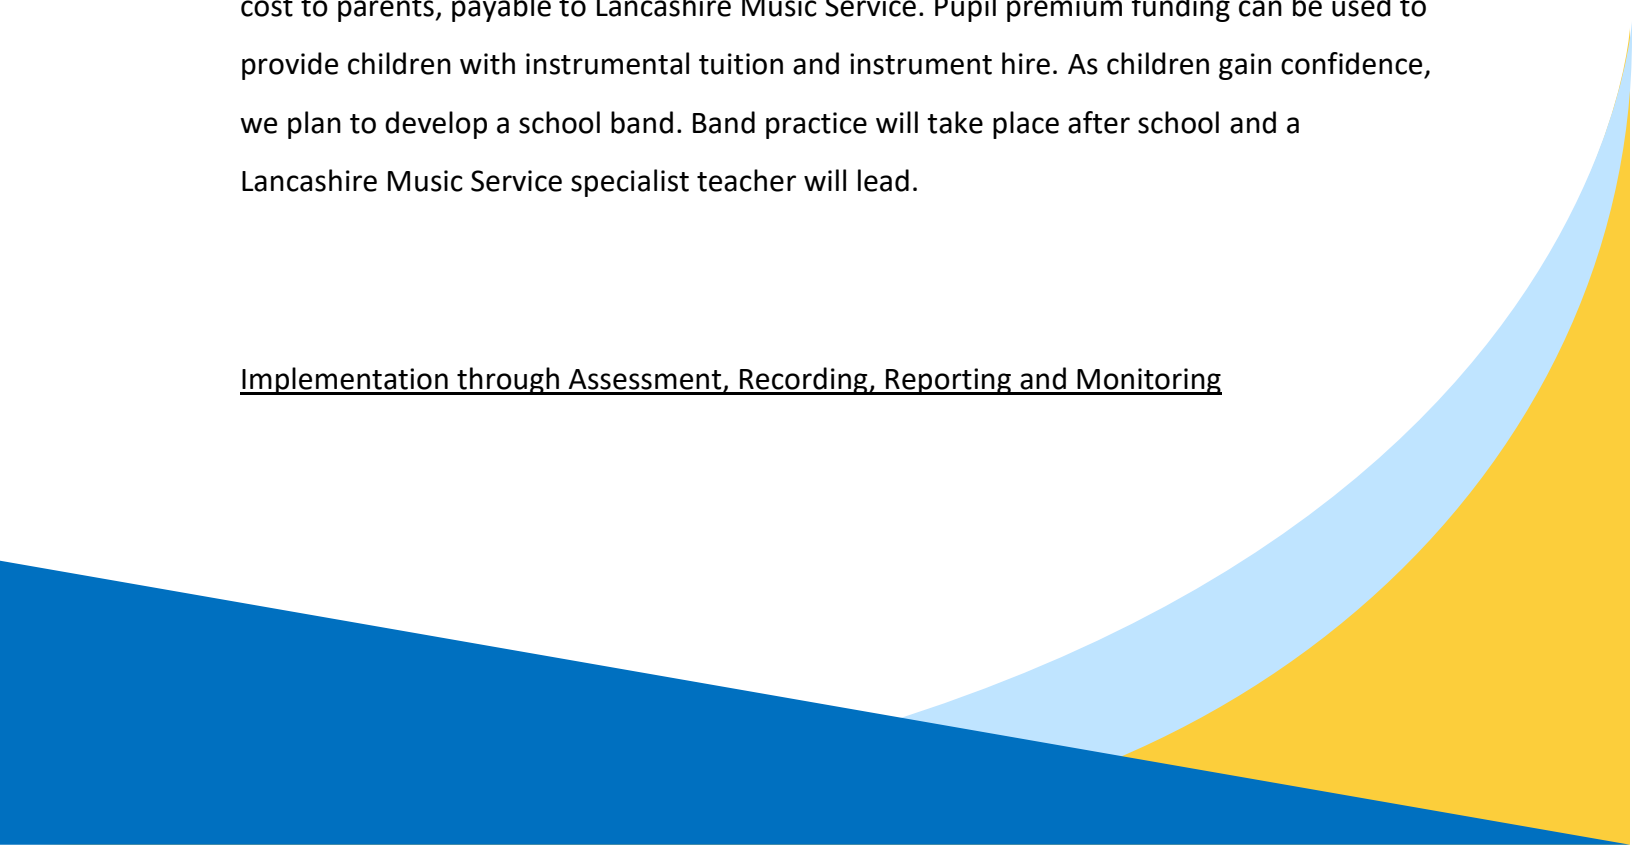 cost to parents, payable to Lancashire Music Service. Pupil premium funding can be used to
provide children with instrumental tuition and instrument hire. As children gain confidence,
we plan to develop a school band. Band practice will take place after school and a
Lancashire Music Service specialist teacher will lead.
Implementation through Assessment, Recording, Reporting and Monitoring